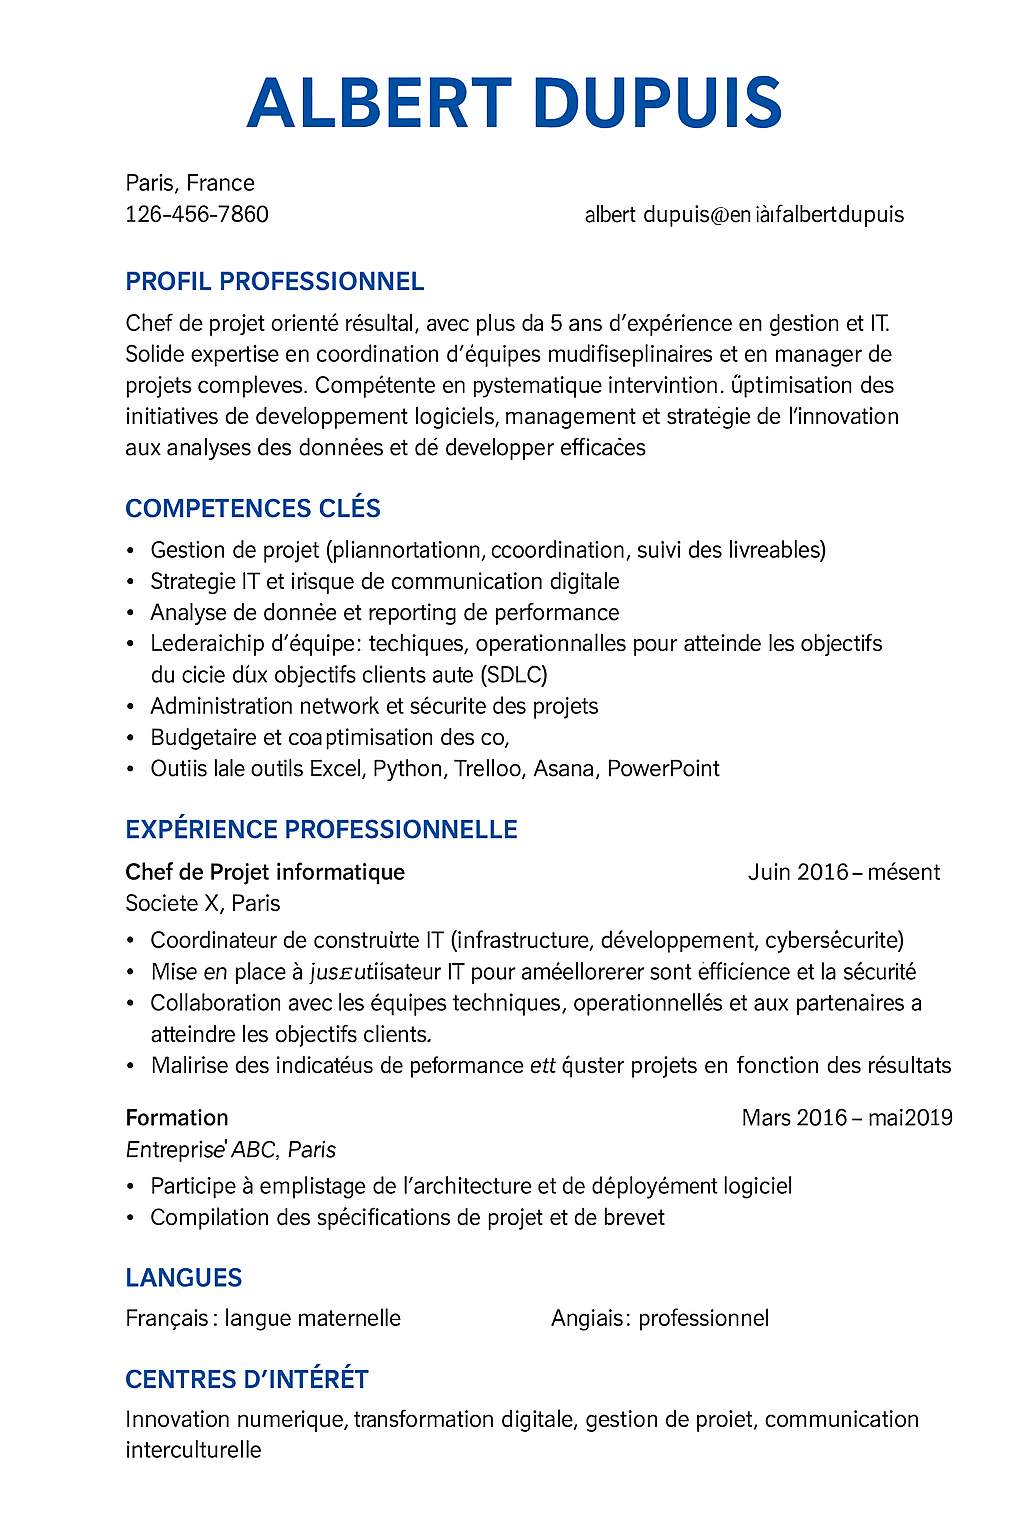 ALBERT DUPUIS
Paris, France
126-456-7860
albert dupuis@en iàıfalbertdupuis
PROFIL PROFESSIONNEL
Chef de projet orienté résultal, avec plus da 5 ans d'expérience en gestion et IT.
Solide expertise en coordination d'équipes mudifiseplinaires et en manager de
projets compleves. Compétente en pystematique intervintion. űptimisation des
initiatives de developpement logiciels, management et stratėgie de l'innovation
aux analyses des données et dé developper efficaċes
COMPETENCES CLÉS
• Gestion de projet (pliannortationn, ccoordination, suivi des livreables)
• Strategie IT et irisque de communication digitale
• Analyse de donnėe et reporting de performance
• Lederaichip d'équipe: techiques, operationnalles pour atteinde les objectifs
du cicie dúx objectifs clients aute (SDLC)
• Administration network et sécurite des projets
• Budgetaire et coaptimisation des co,
• Outiis lale outils Excel, Python, Trelloo, Asana, PowerPoint
EXPÉRIENCE PROFESSIONNELLE
Chef de Projet informatique Juin 2016 – mésent
Societe X, Paris
• Coordinateur de construite IT (infrastructure, développement, cybersécurite)
• Mise en place à jusɛutiisateur IT pour améellorerer sont ėfficíence et la sécurité
• Collaboration avec les équipes techniques, operationnellés et aux partenaires a
atteindre les objectifs clients.
• Malirise des indicatéus de peformance ett q́uster projets en fonction des résultats
Formation Mars 2016 – mai2019
Entreprise' ABC, Paris
• Participe à emplistage de l'architecture et de déployément logiciel
• Compilation des spécifications de projet et de brevet
LANGUES
Français : langue maternelle Angiais : professionnel
CENTRES D'INTÉRÉT
Innovation numerique, transformation digitale, gestion de proiet, communication
interculturelle